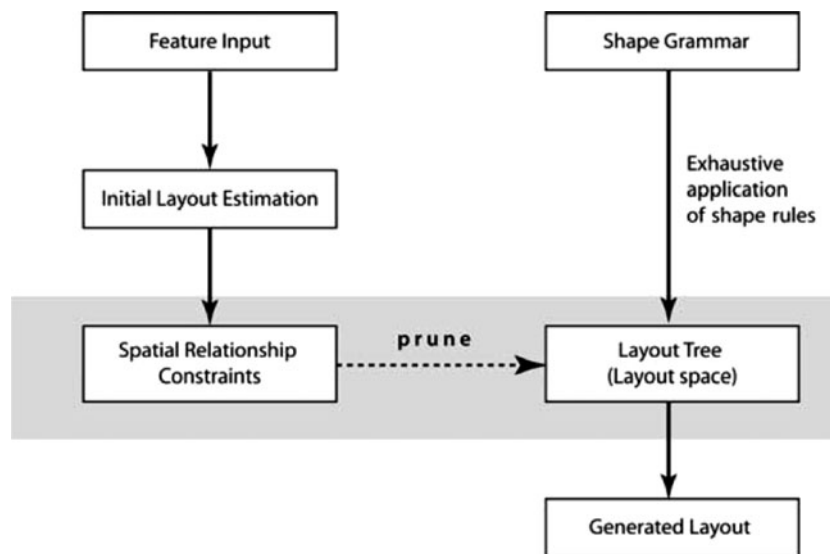 Feature Input
Shape Grammar
Exhaustive
application
of shape rules
Initial Layout Estimation
Spatial Relationship
Constraints
prune
Layout Tree
(Layout space)
Generated Layout